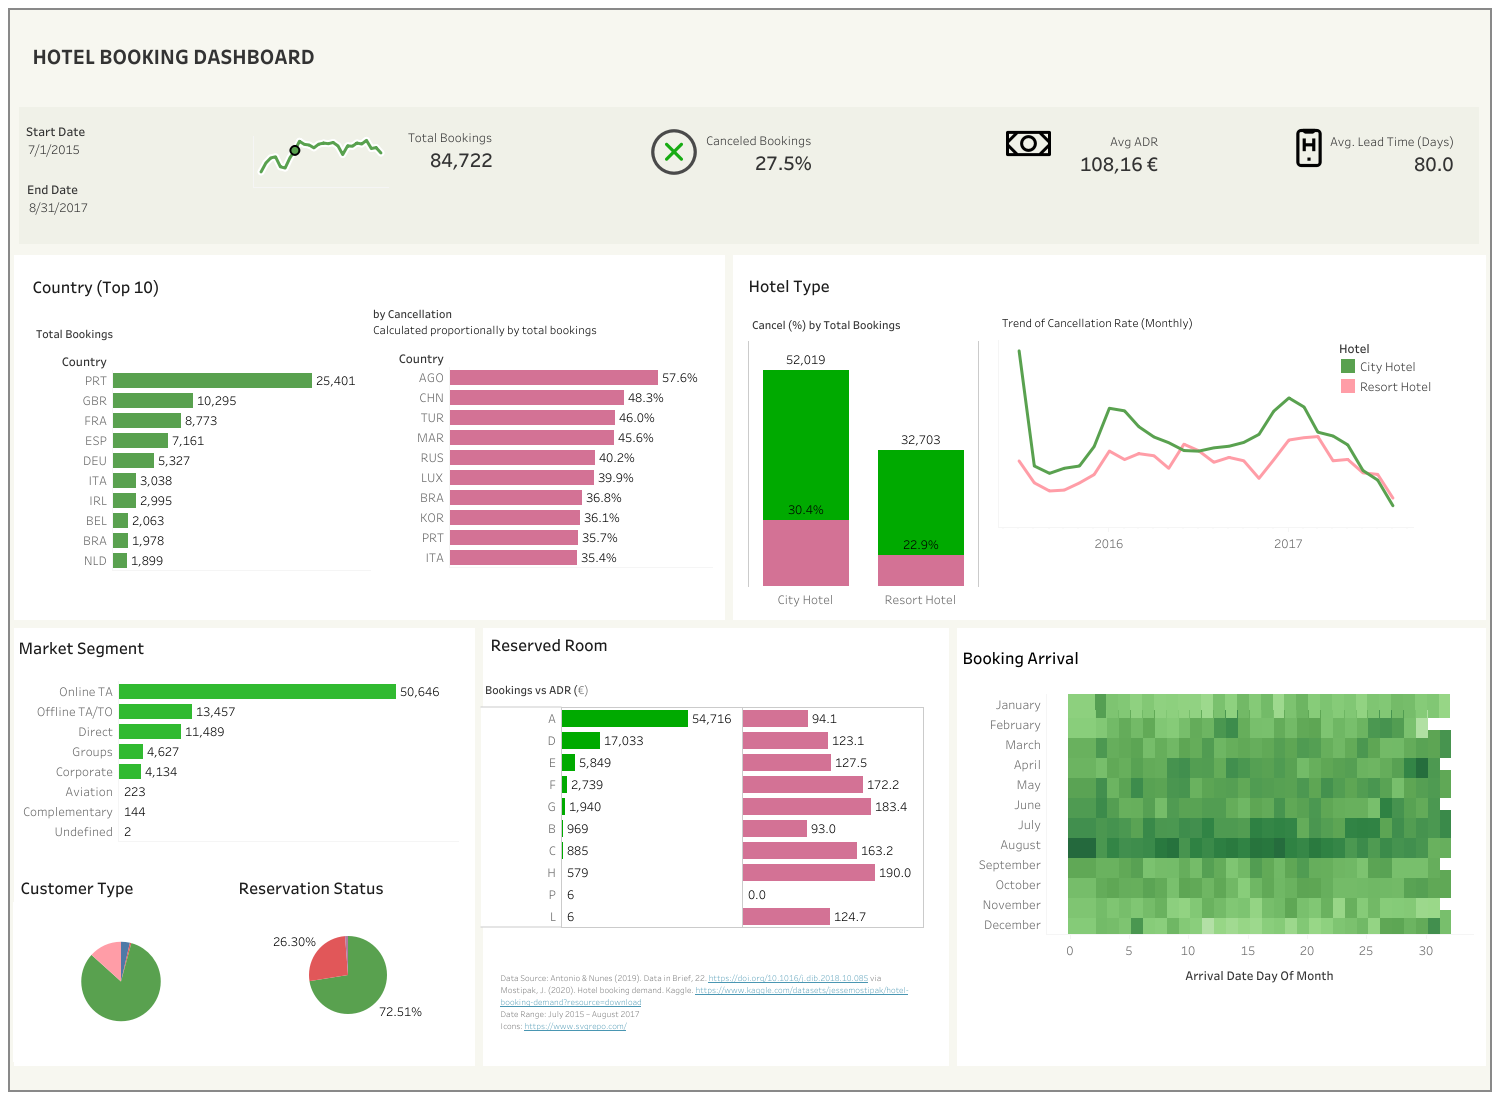 HOTEL BOOKING DASHBOARD
Start Date
7/1/2015
End Date
8/31/2017
Total Bookings
84,722
Canceled Bookings
27.5%
Avg ADR
108,16 €
H
Avg. Lead Time (Days)
80.0
Country (Top 10)
Total Bookings
Country
PRT 25,401
GBR 10,295
FRA 8,773
ESP 7,161
DEU 5,327
ITA 3,038
IRL 2,995
BEL 2,063
BRA 1,978
NLD 1,899
by Cancellation
Calculated proportionally by total bookings
Country
AGO 57.6%
CHN 48.3%
TUR 46.0%
MAR 45.6%
RUS 40.2%
LUX 39.9%
BRA 36.8%
KOR 36.1%
PRT 35.7%
ITA 35.4%
Hotel Type
Cancel (%) by Total Bookings
52,019
32,703
30.4%
22.9%
City Hotel Resort Hotel
Trend of Cancellation Rate (Monthly)
Hotel
City Hotel
Resort Hotel
2016 2017
Market Segment
Online TA 50,646
Offline TA/TO 13,457
Direct 11,489
Groups 4,627
Corporate 4,134
Aviation 223
Complementary 144
Undefined 2
Customer Type
Reservation Status
26.30%
72.51%
Reserved Room
Bookings vs ADR (€)
A 54,716 94.1
D 17,033 123.1
E 5,849 127.5
F 2,739 172.2
G 1,940 183.4
B 969 93.0
C 885 163.2
H 579 190.0
P 6 0.0
L 6 124.7
Data Source: Antonio & Nunes (2019). Data in Brief, 22. https://doi.org/10.1016/j.dib.2018.10.085 via
Mostipak, J. (2020). Hotel booking demand. Kaggle. https://www.kaggle.com/datasets/jessemostipak/hotel-
booking-demand?resource=download
Date Range: July 2015 – August 2017
Icons: https://www.svgrepo.com/
Booking Arrival
January
February
March
April
May
June
July
August
September
October
November
December
0 5 10 15 20 25 30
Arrival Date Day Of Month